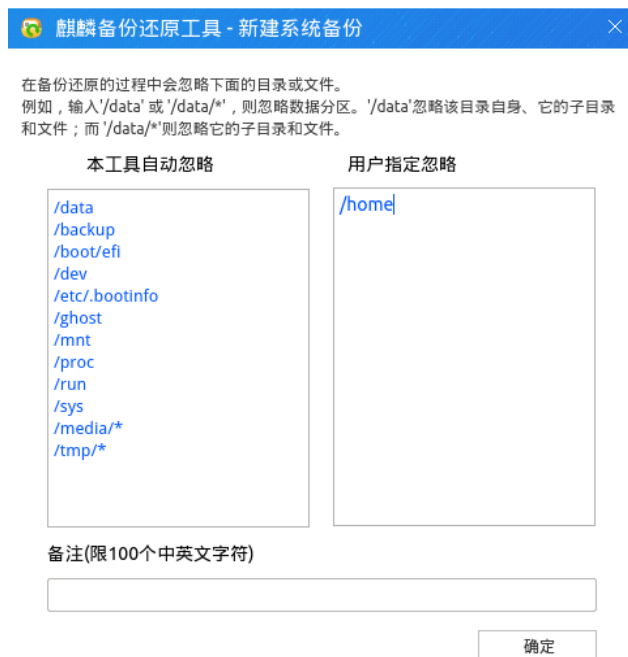 麒麟备份还原工具 - 新建系统备份
在备份还原的过程中会忽略下面的目录或文件。
例如，输入'/data' 或 '/data/*'，则忽略数据分区。'/data'忽略该目录自身、它的子目录
和文件；而 '/data/*'则忽略它的子目录和文件。
本工具自动忽略
用户指定忽略
/data
/backup
/boot/efi
/dev
/etc/.bootinfo
/ghost
/mnt
/proc
/run
/sys
/media/*
/tmp/*
/home
备注(限100个中英文字符)
确定